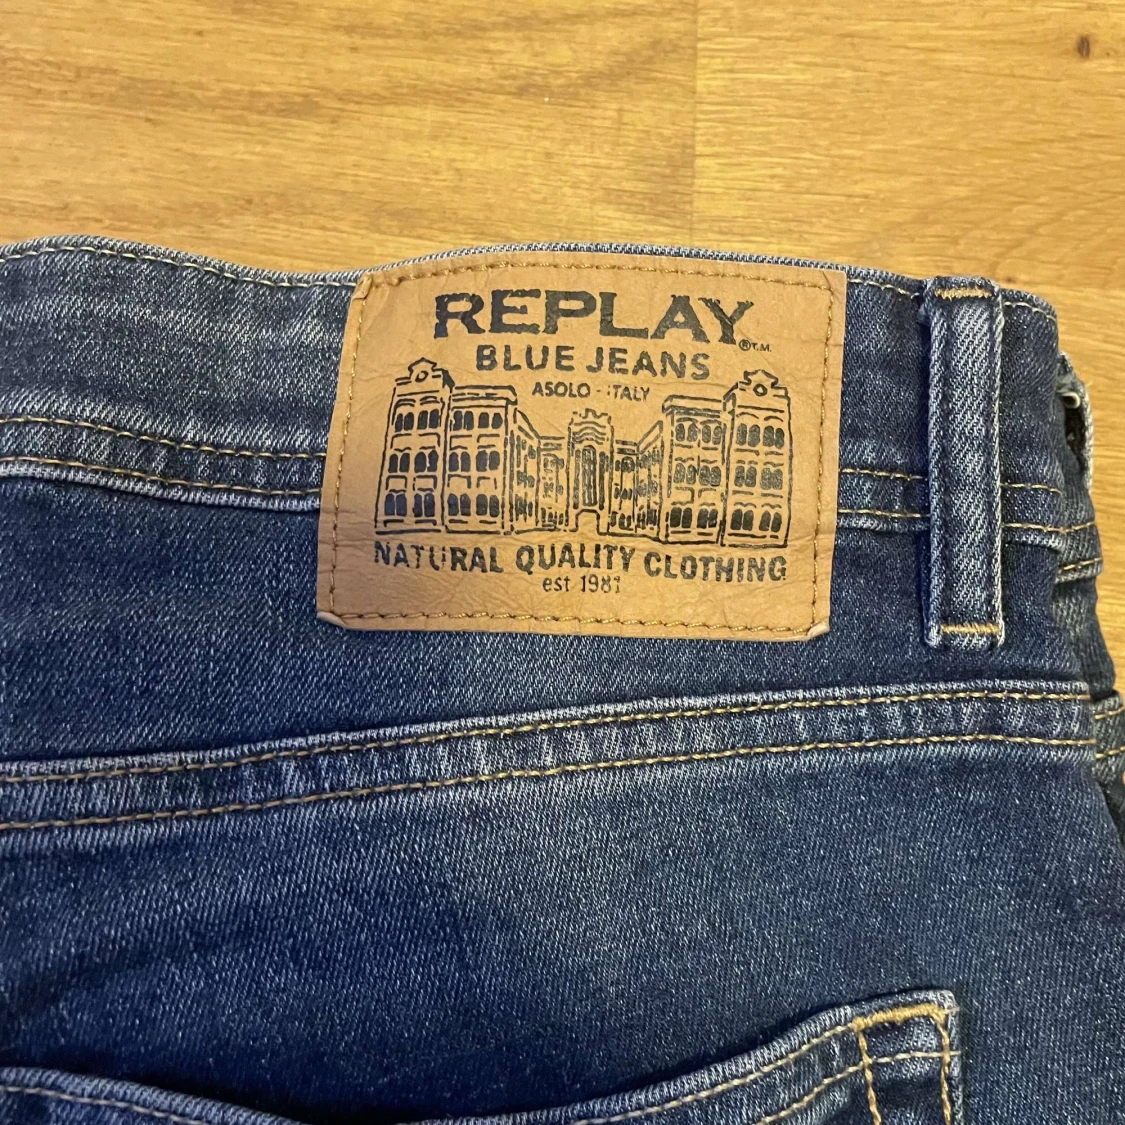 REPLAY
®T.M.
BLUE JEANS
ASOLO - ITALY
NATURAL QUALITY CLOTHING
est 1981